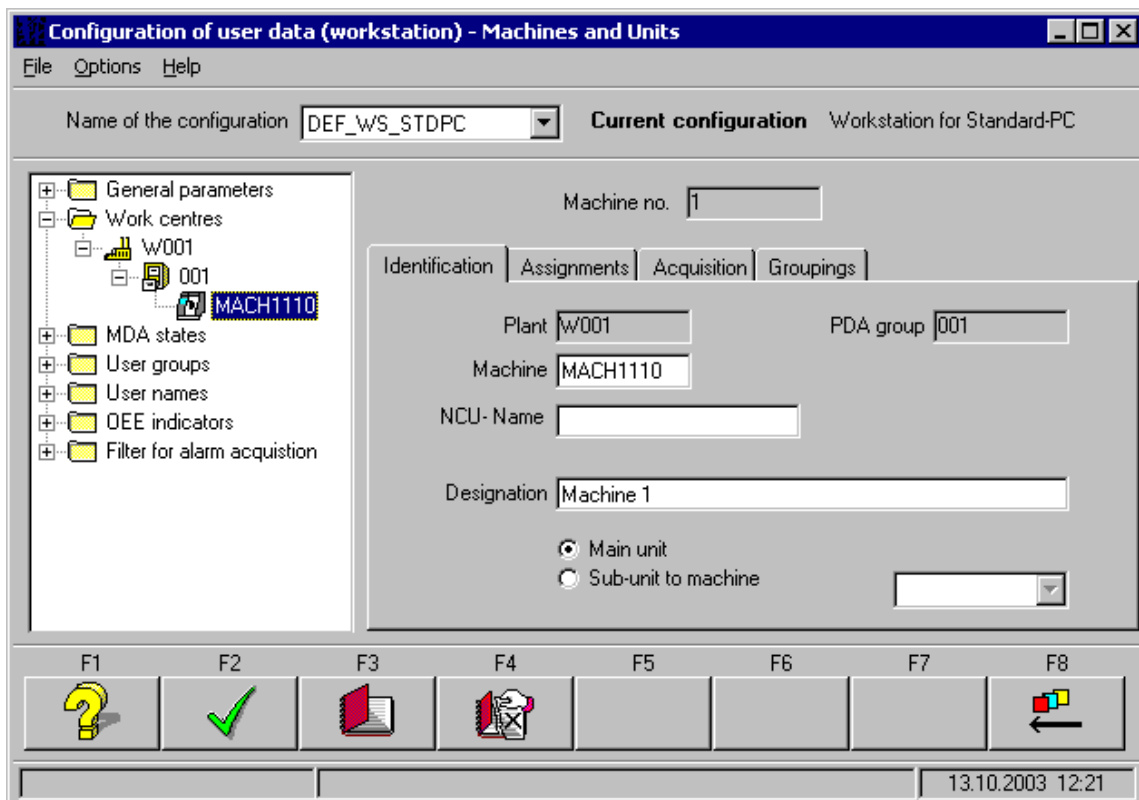 Configuration of user data (workstation) - Machines and Units
File Options Help
Name of the configuration DEF_WS_STDPC Current configuration Workstation for Standard-PC
General parameters
Work centres
W001
001
MACH1110
MDA states
User groups
User names
OEE indicators
Filter for alarm acquistion
Machine no. 1
Identification Assignments Acquisition Groupings
Plant W001 PDA group 001
Machine MACH1110
NCU- Name
Designation Machine 1
Main unit
Sub-unit to machine
F1 F2 F3 F4 F5 F6 F7 F8
13.10.2003 12:21